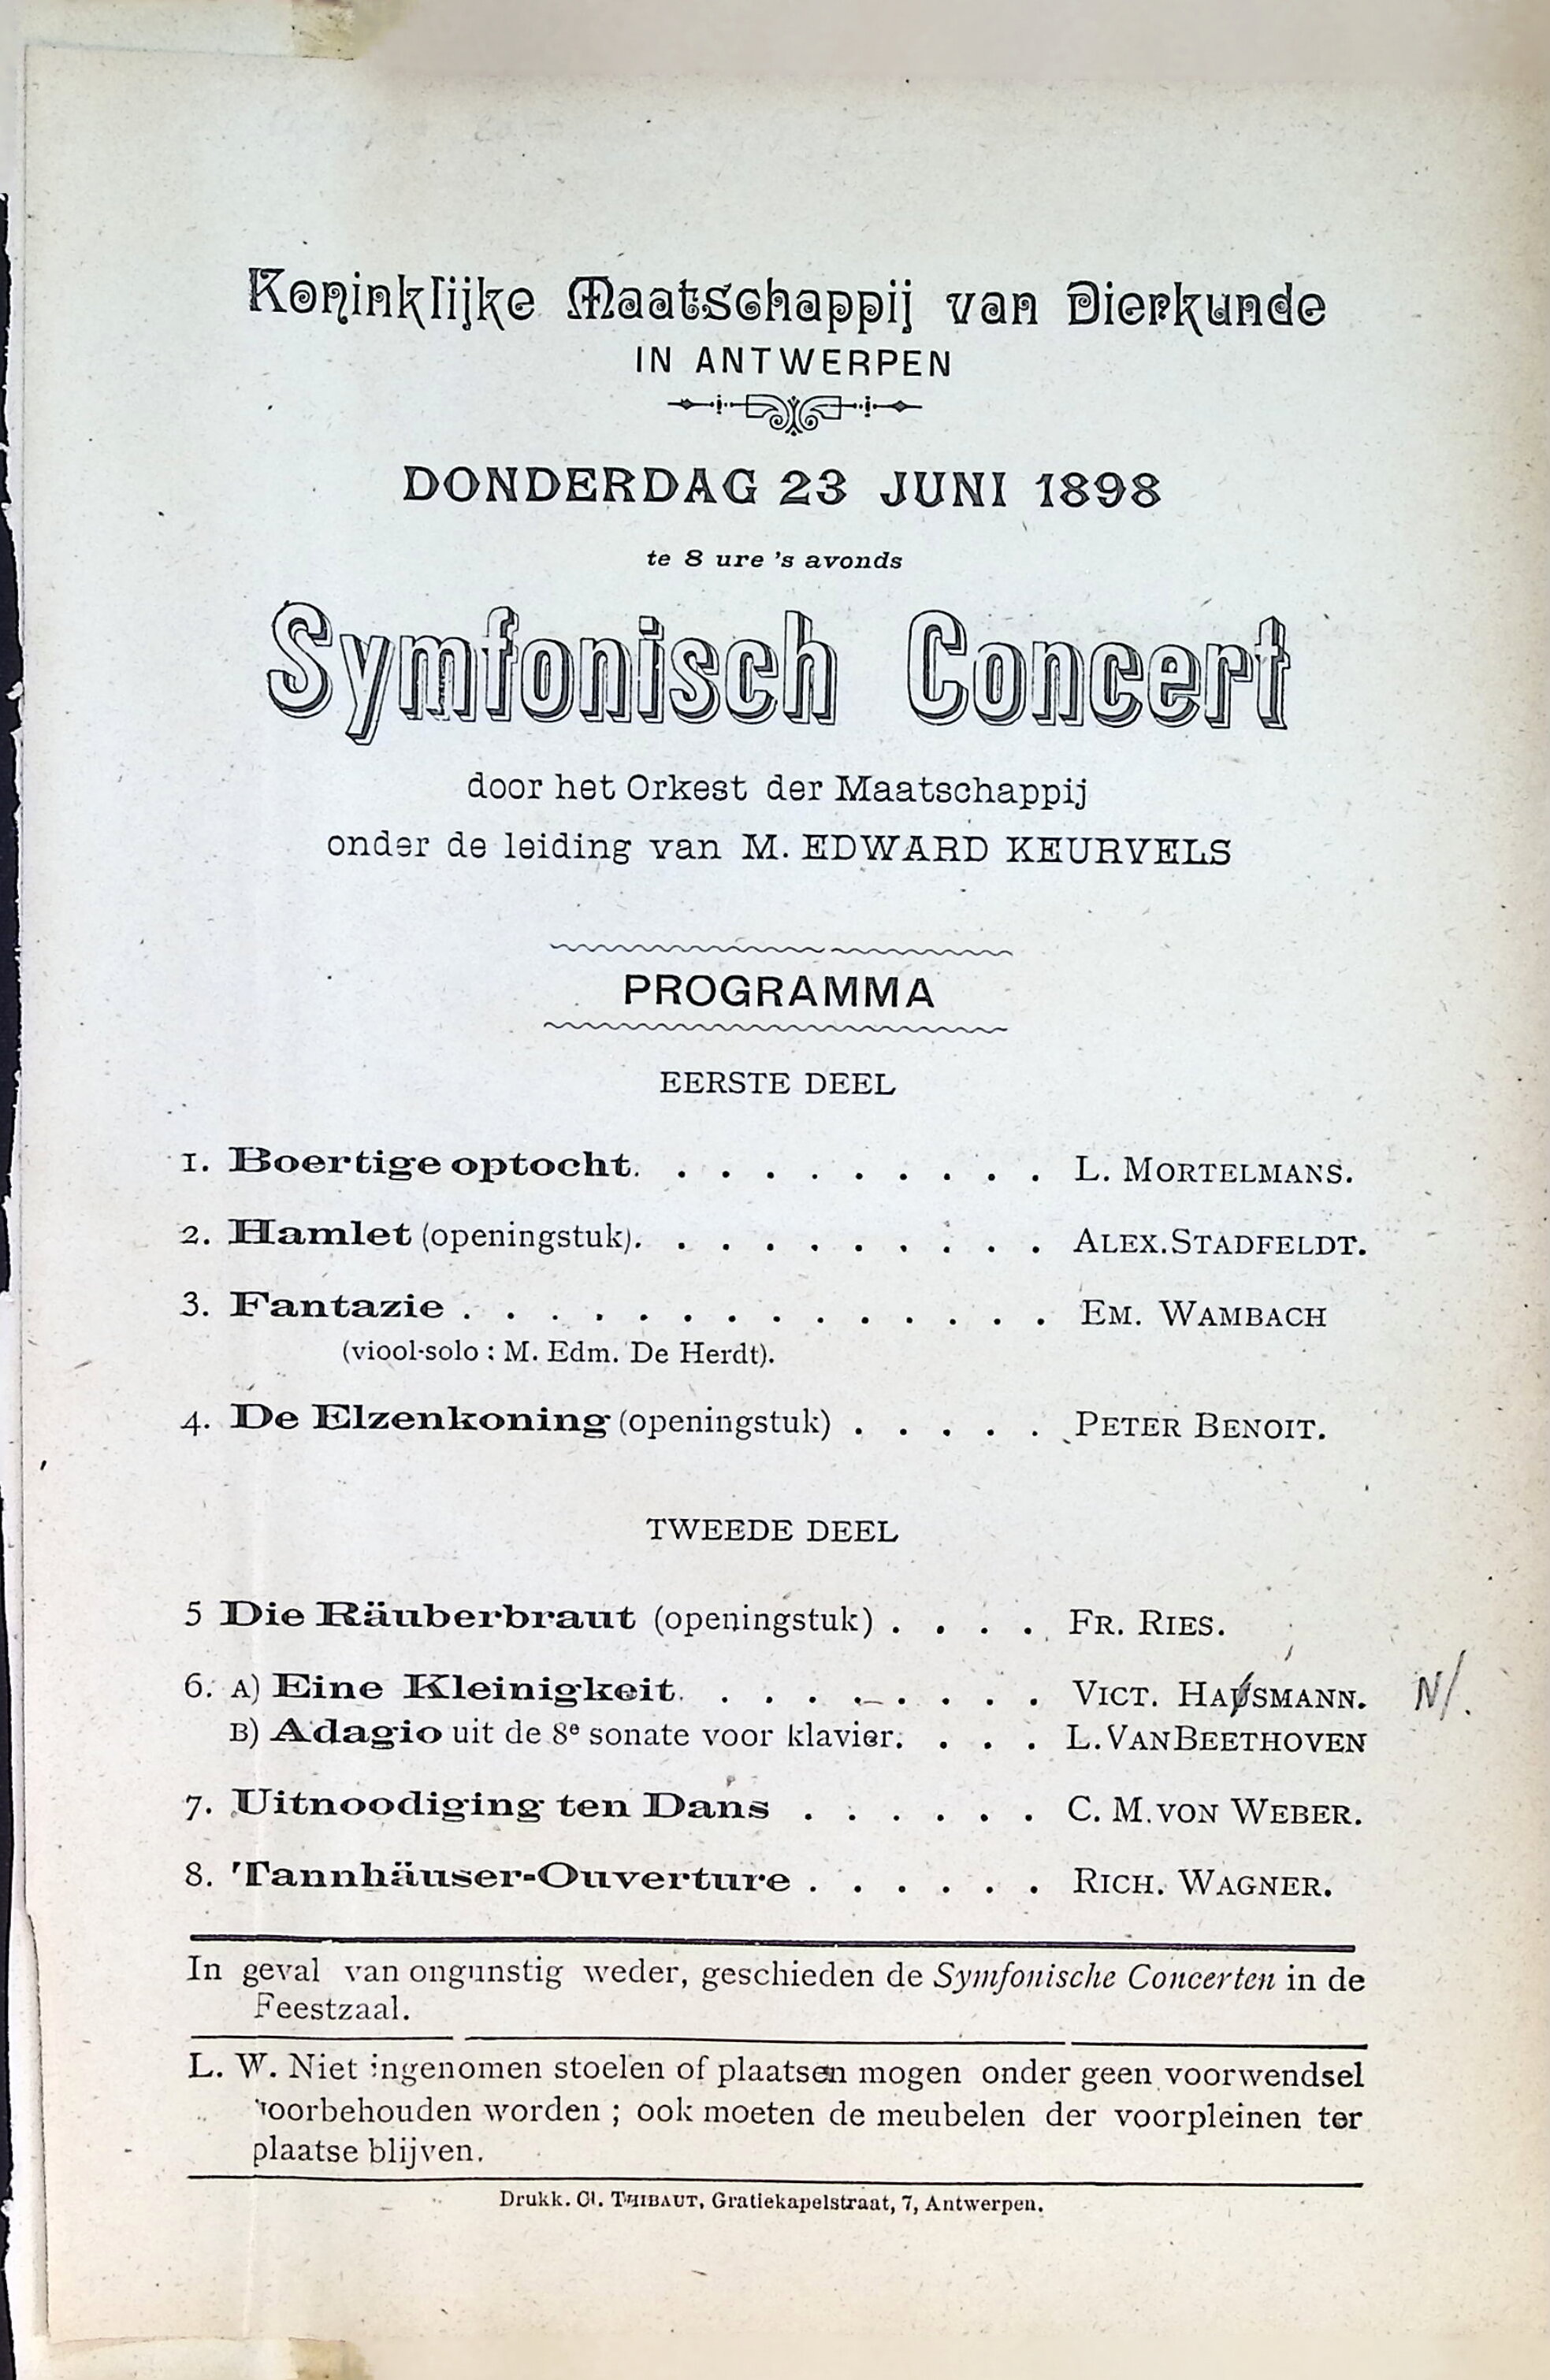 Koninklijke Maatschappij van Dierkunde
IN ANTWERPEN
DONDERDAG 23 JUNI 1898
te 8 ure 's avonds
Symfonisch Concert
door het Orkest der Maatschappij
onder de leiding van M. EDWARD KEURVELS
PROGRAMMA
EERSTE DEEL
1. Boertige optocht. . . . . . . . . . L. MORTELMANS.
2. Hamlet (openingstuk). . . . . . . . . . ALEX. STADFELDT.
3. Fantazie . . . . . . . . . . . . . . EM. WAMBACH
(viool-solo : M. Edm. De Herdt).
4. De Elzenkoning (openingstuk) . . . . . PETER BENOIT.
TWEEDE DEEL
5 Die Räuberbraut (openingstuk) . . . . FR. RIES.
6. A) Eine Kleinigkeit. . . . . . . . . VICT. HAUSMANN. N/.
B) Adagio uit de 8e sonate voor klavier. . . . L. VAN BEETHOVEN
7. Uitnoodiging ten Dans . . . . . . C. M. VON WEBER.
8. Tannhäuser-Ouverture . . . . . . RICH. WAGNER.
In geval van ongunstig weder, geschieden de Symfonische Concerten in de
Feestzaal.
L. W. Niet ingenomen stoelen of plaatsen mogen onder geen voorwendsel
voorbehouden worden ; ook moeten de meubelen der voorpleinen ter
plaatse blijven.
Drukk. Cl. THIBAUT, Gratiekapelstraat, 7, Antwerpen.